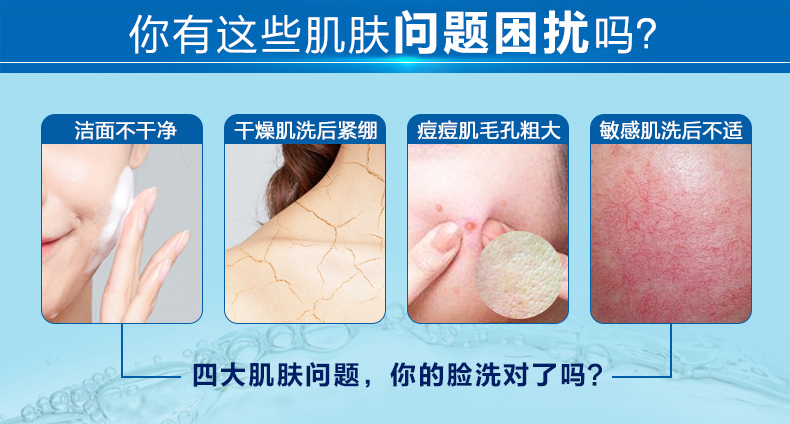 你有这些肌肤问题困扰吗?
洁面不干净
干燥肌洗后紧绷
痘痘肌毛孔粗大
敏感肌洗后不适
四大肌肤问题，你的脸洗对了吗?